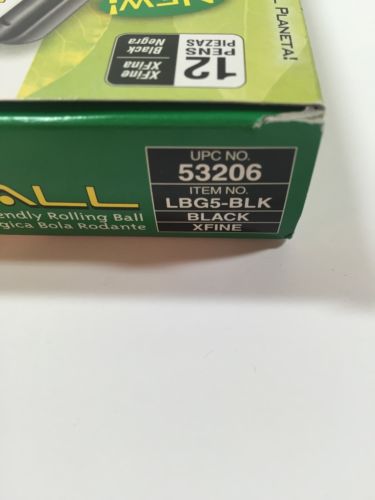 NEW!
L PLANETA!
12
PENS
PIEZAS
XFine
Black
XFina
Negra
ALL
endly Rolling Ball
gica Bola Rodante
UPC NO.
53206
ITEM NO.
LBG5-BLK
BLACK
XFINE